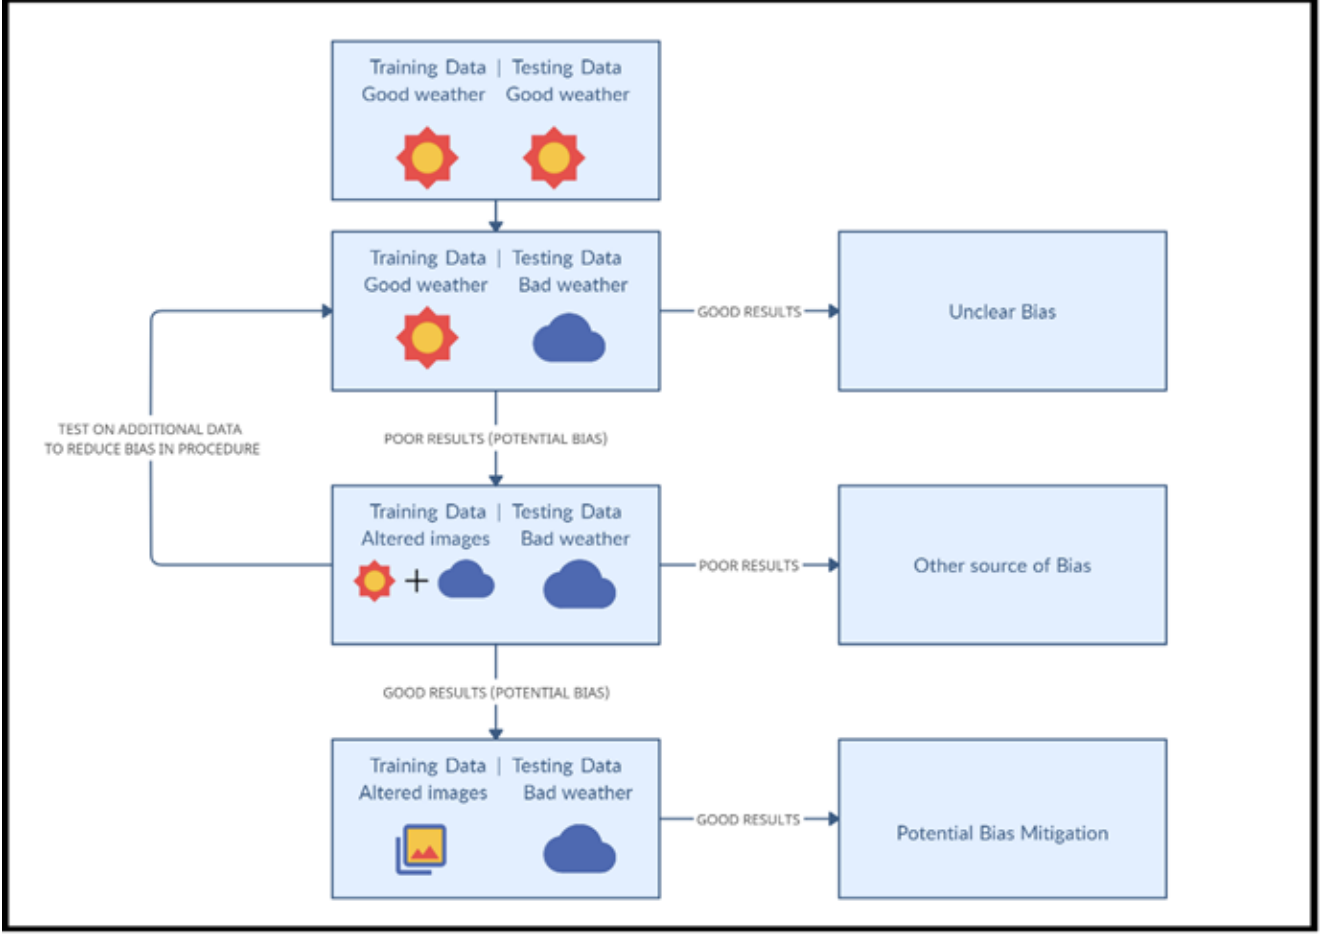 Training Data | Testing Data
Good weather Good weather
Training Data | Testing Data
Good weather Bad weather
GOOD RESULTS
Unclear Bias
TEST ON ADDITIONAL DATA
TO REDUCE BIAS IN PROCEDURE
POOR RESULTS (POTENTIAL BIAS)
Training Data | Testing Data
Altered images Bad weather
+
POOR RESULTS
Other source of Bias
GOOD RESULTS (POTENTIAL BIAS)
Training Data | Testing Data
Altered images Bad weather
GOOD RESULTS
Potential Bias Mitigation